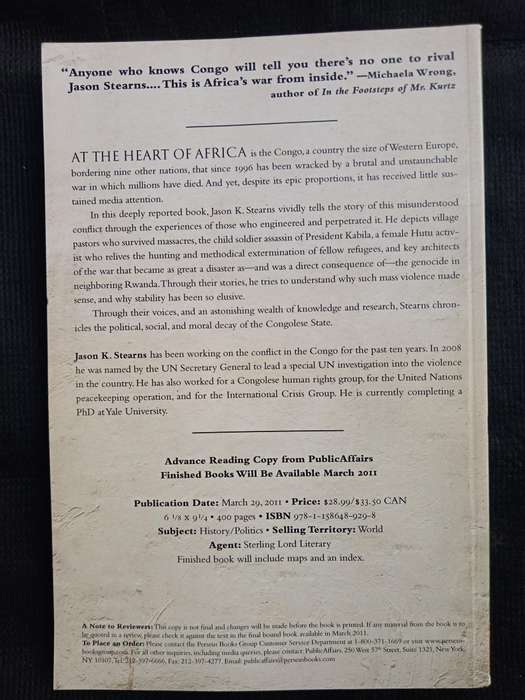 “Anyone who knows Congo will tell you there’s no one to rival
Jason Stearns.... This is Africa’s war from inside.” —Michaela Wrong,
author of In the Footsteps of Mr. Kurtz
AT THE HEART OF AFRICA is the Congo, a country the size of Western Europe,
bordering nine other nations, that since 1996 has been wracked by a brutal and unstaunchable
war in which millions have died. And yet, despite its epic proportions, it has received little sus-
tained media attention.
In this deeply reported book, Jason K. Stearns vividly tells the story of this misunderstood
conflict through the experiences of those who engineered and perpetrated it. He depicts village
pastors who survived massacres, the child soldier assassin of President Kabila, a female Hutu activ-
ist who relives the hunting and methodical extermination of fellow refugees, and key architects
of the war that became as great a disaster as—and was a direct consequence of—the genocide in
neighboring Rwanda. Through their stories, he tries to understand why such mass violence made
sense, and why stability has been so elusive.
Through their voices, and an astonishing wealth of knowledge and research, Stearns chron-
icles the political, social, and moral decay of the Congolese State.
Jason K. Stearns has been working on the conflict in the Congo for the past ten years. In 2008
he was named by the UN Secretary General to lead a special UN investigation into the violence
in the country. He has also worked for a Congolese human rights group, for the United Nations
peacekeeping operation, and for the International Crisis Group. He is currently completing a
PhD at Yale University.
Advance Reading Copy from PublicAffairs
Finished Books Will Be Available March 2011
Publication Date: March 29, 2011 • Price: $28.99/$33.50 CAN
6 1/8 x 9 1/4 • 400 pages • ISBN 978-1-58648-929-8
Subject: History/Politics • Selling Territory: World
Agent: Sterling Lord Literary
Finished book will include maps and an index.
A Note to Reviewers: This copy is not final and changes will be made before the book is printed. If any material from the book is to
be quoted in a review, please check it against the text in the final bound book available in March 2011.
To Place an Order: Please contact the Perseus Books Group Customer Service Department at 1-800-371-1669 or visit www.perseus-
booksgroup.com. For all other inquiries, including media queries, please contact: PublicAffairs, 250 West 57th Street, Suite 1321, New York,
NY 10107. Tel: 212-397-6666, Fax: 212-397-4277. Email: publicaffairs@perseusbooks.com